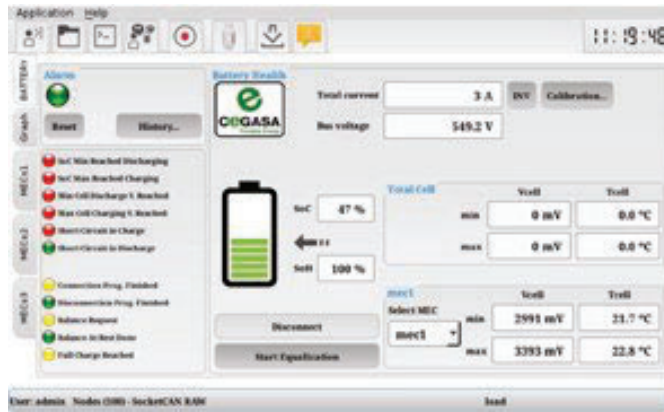 Application Help
11:19:48
BATTERY
Graph
MECx1
MECx2
MECx3
Alarms
Reset
History...
SoC Min Reached Discharging
SoC Max Reached Charging
Min Cell Discharge V. Reached
Max Cell Charging V. Reached
Short Circuit in Charge
Short Circuit in Discharge
Connection Prog. Finished
Disconnection Prog. Finished
Balance Request
Balance At Rest Done
Full Charge Reached
Battery Health
CEGASA
Total current 3 A INV Calibration...
Bus voltage 549.2 V
SoC 47 %
SoH 100 %
Disconnect
Start Equalization
Total Cell
Vcell Tcell
min 0 mV 0.0 °C
max 0 mV 0.0 °C
mec1
Select MEC
mec1
Vcell Tcell
min 2991 mV 21.7 °C
max 3393 mV 22.8 °C
User: admin Nodes (100) - SocketCAN RAW